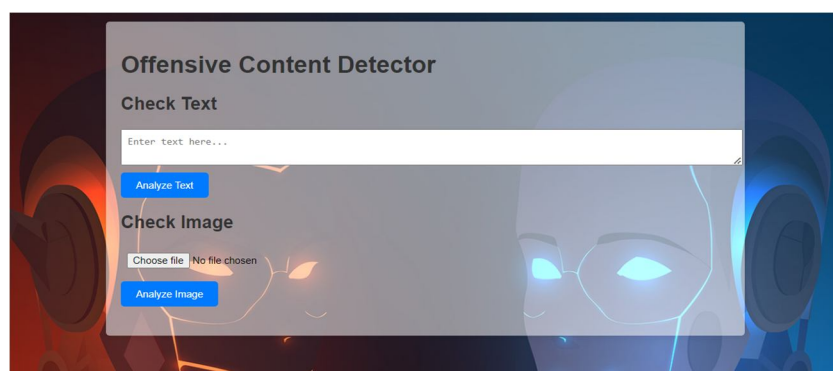 Offensive Content Detector
Check Text
Enter text here...
Analyze Text
Check Image
Choose file No file chosen
Analyze Image